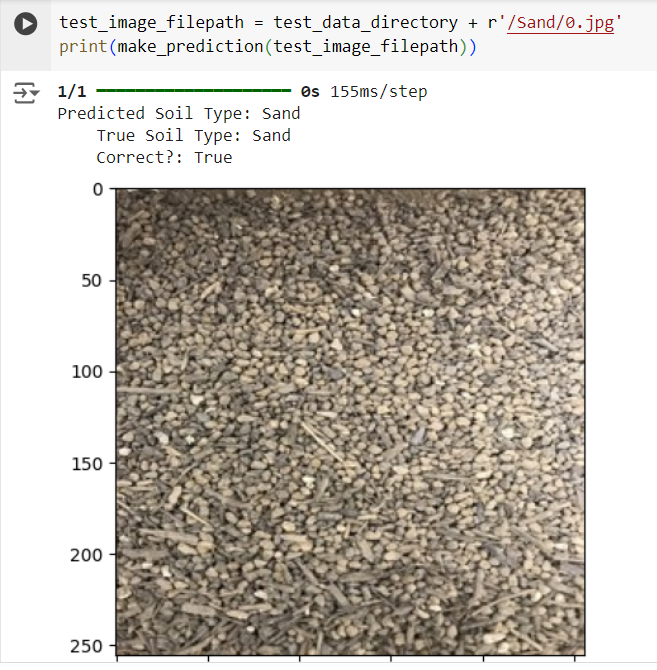 test_image_filepath = test_data_directory + r'/Sand/0.jpg'
print(make_prediction(test_image_filepath))
1/1 ━━━━━━━━━━━━━━━━━━━━ 0s 155ms/step
Predicted Soil Type: Sand
True Soil Type: Sand
Correct?: True
0
50
100
150
200
250